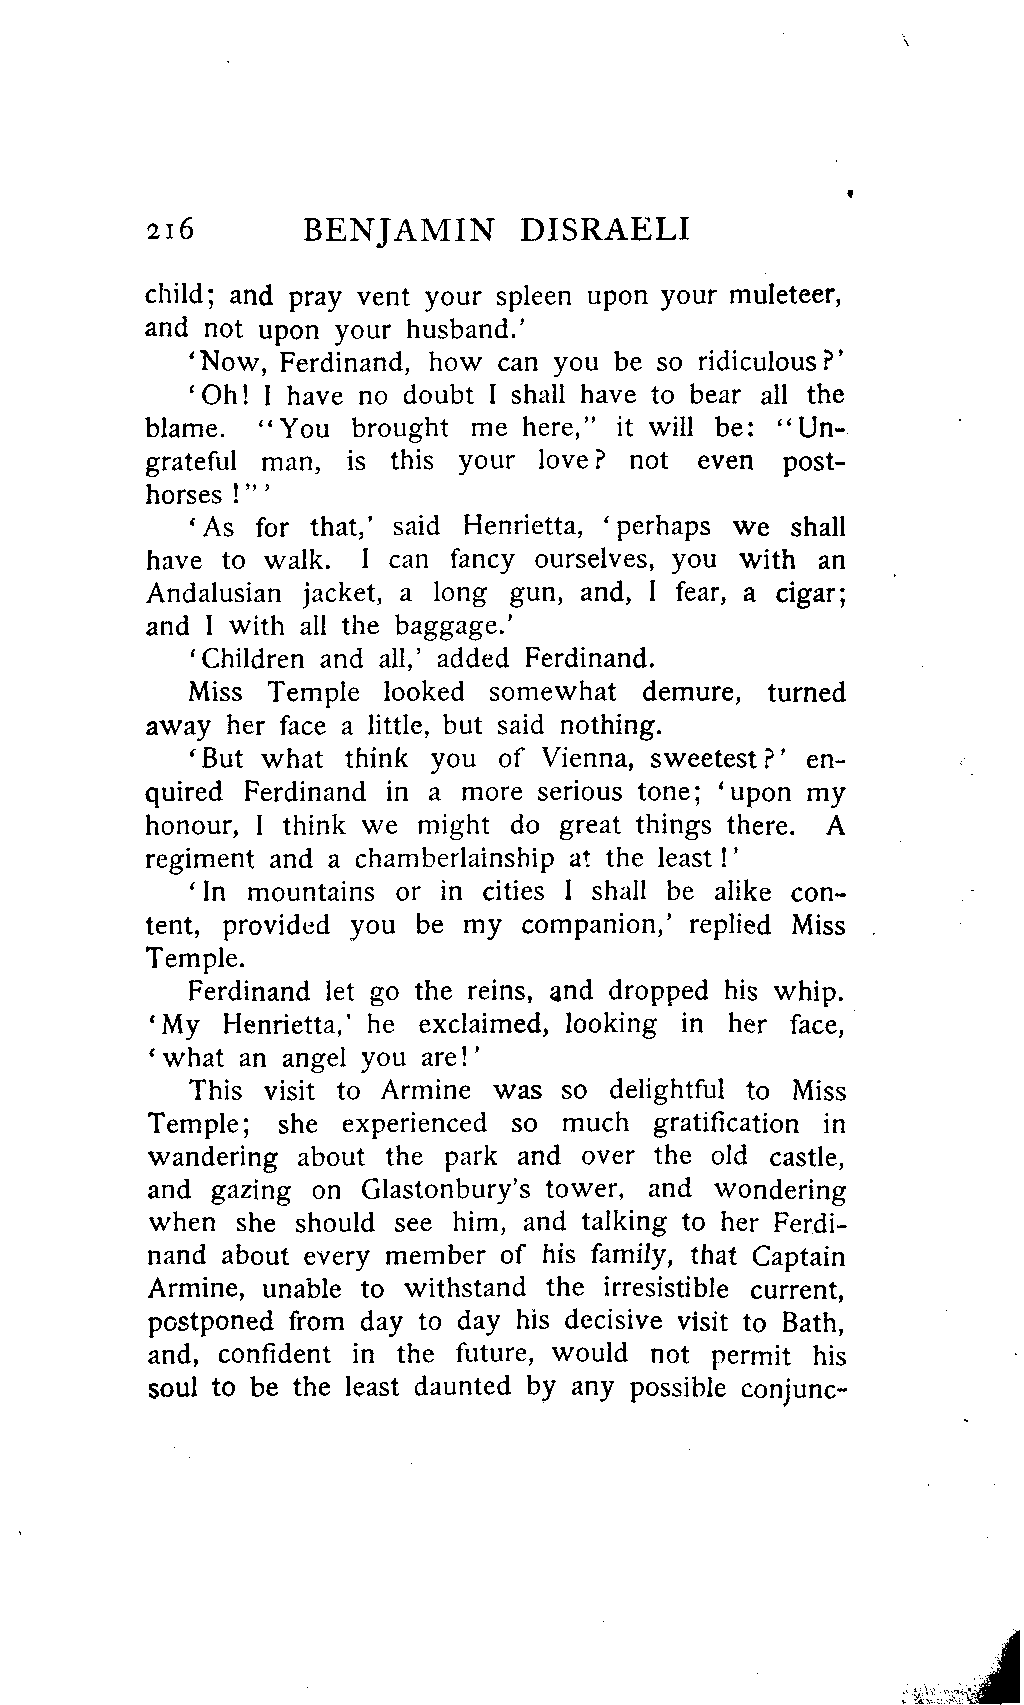 216 BENJAMIN DISRAELI
child; and pray vent your spleen upon your muleteer,
and not upon your husband.'
'Now, Ferdinand, how can you be so ridiculous?'
'Oh! I have no doubt I shall have to bear all the
blame. "You brought me here," it will be: "Un-
grateful man, is this your love? not even post-
horses!"'
'As for that,' said Henrietta, 'perhaps we shall
have to walk. I can fancy ourselves, you with an
Andalusian jacket, a long gun, and, I fear, a cigar;
and I with all the baggage.'
'Children and all,' added Ferdinand.
Miss Temple looked somewhat demure, turned
away her face a little, but said nothing.
'But what think you of Vienna, sweetest?' en-
quired Ferdinand in a more serious tone; 'upon my
honour, I think we might do great things there. A
regiment and a chamberlainship at the least!'
'In mountains or in cities I shall be alike con-
tent, provided you be my companion,' replied Miss
Temple.
Ferdinand let go the reins, and dropped his whip.
'My Henrietta,' he exclaimed, looking in her face,
'what an angel you are!'
This visit to Armine was so delightful to Miss
Temple; she experienced so much gratification in
wandering about the park and over the old castle,
and gazing on Glastonbury's tower, and wondering
when she should see him, and talking to her Ferdi-
nand about every member of his family, that Captain
Armine, unable to withstand the irresistible current,
postponed from day to day his decisive visit to Bath,
and, confident in the future, would not permit his
soul to be the least daunted by any possible conjunc-